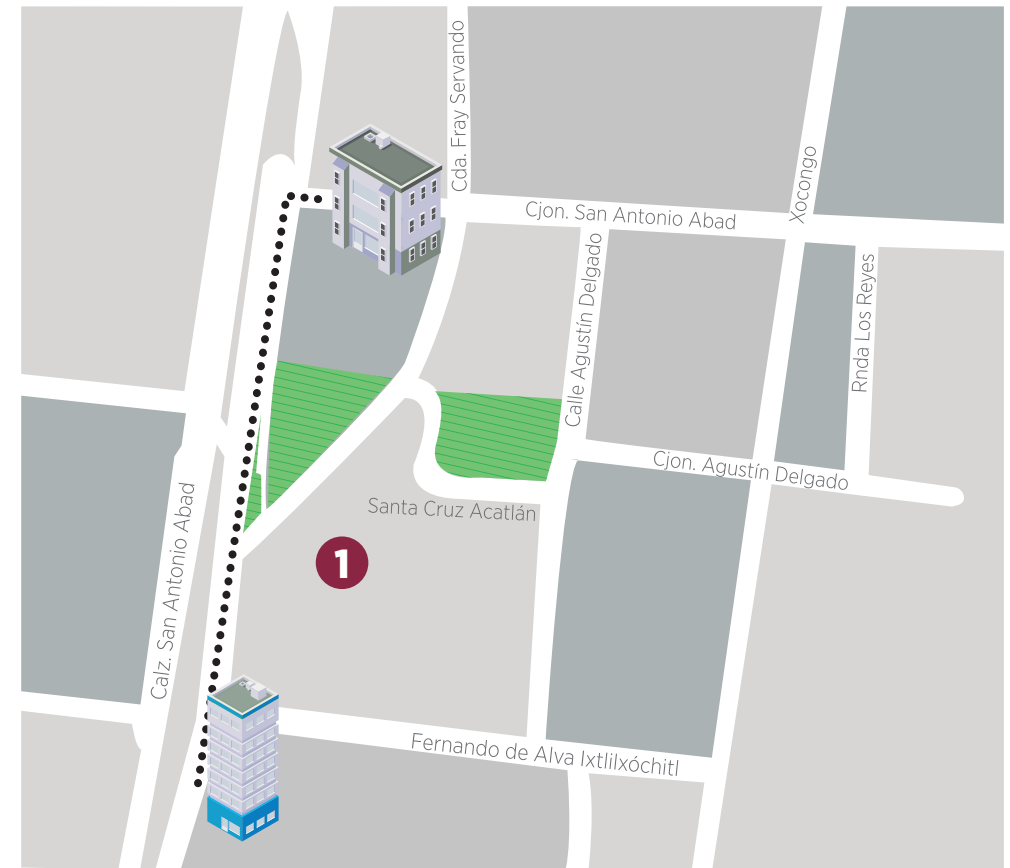 Cda. Fray Servando
Cjon. San Antonio Abad
Xocongo
Calle Agustín Delgado
Rnda Los Reyes
Cjon. Agustín Delgado
Santa Cruz Acatlán
1
Calz. San Antonio Abad
Fernando de Alva Ixtlilxóchitl